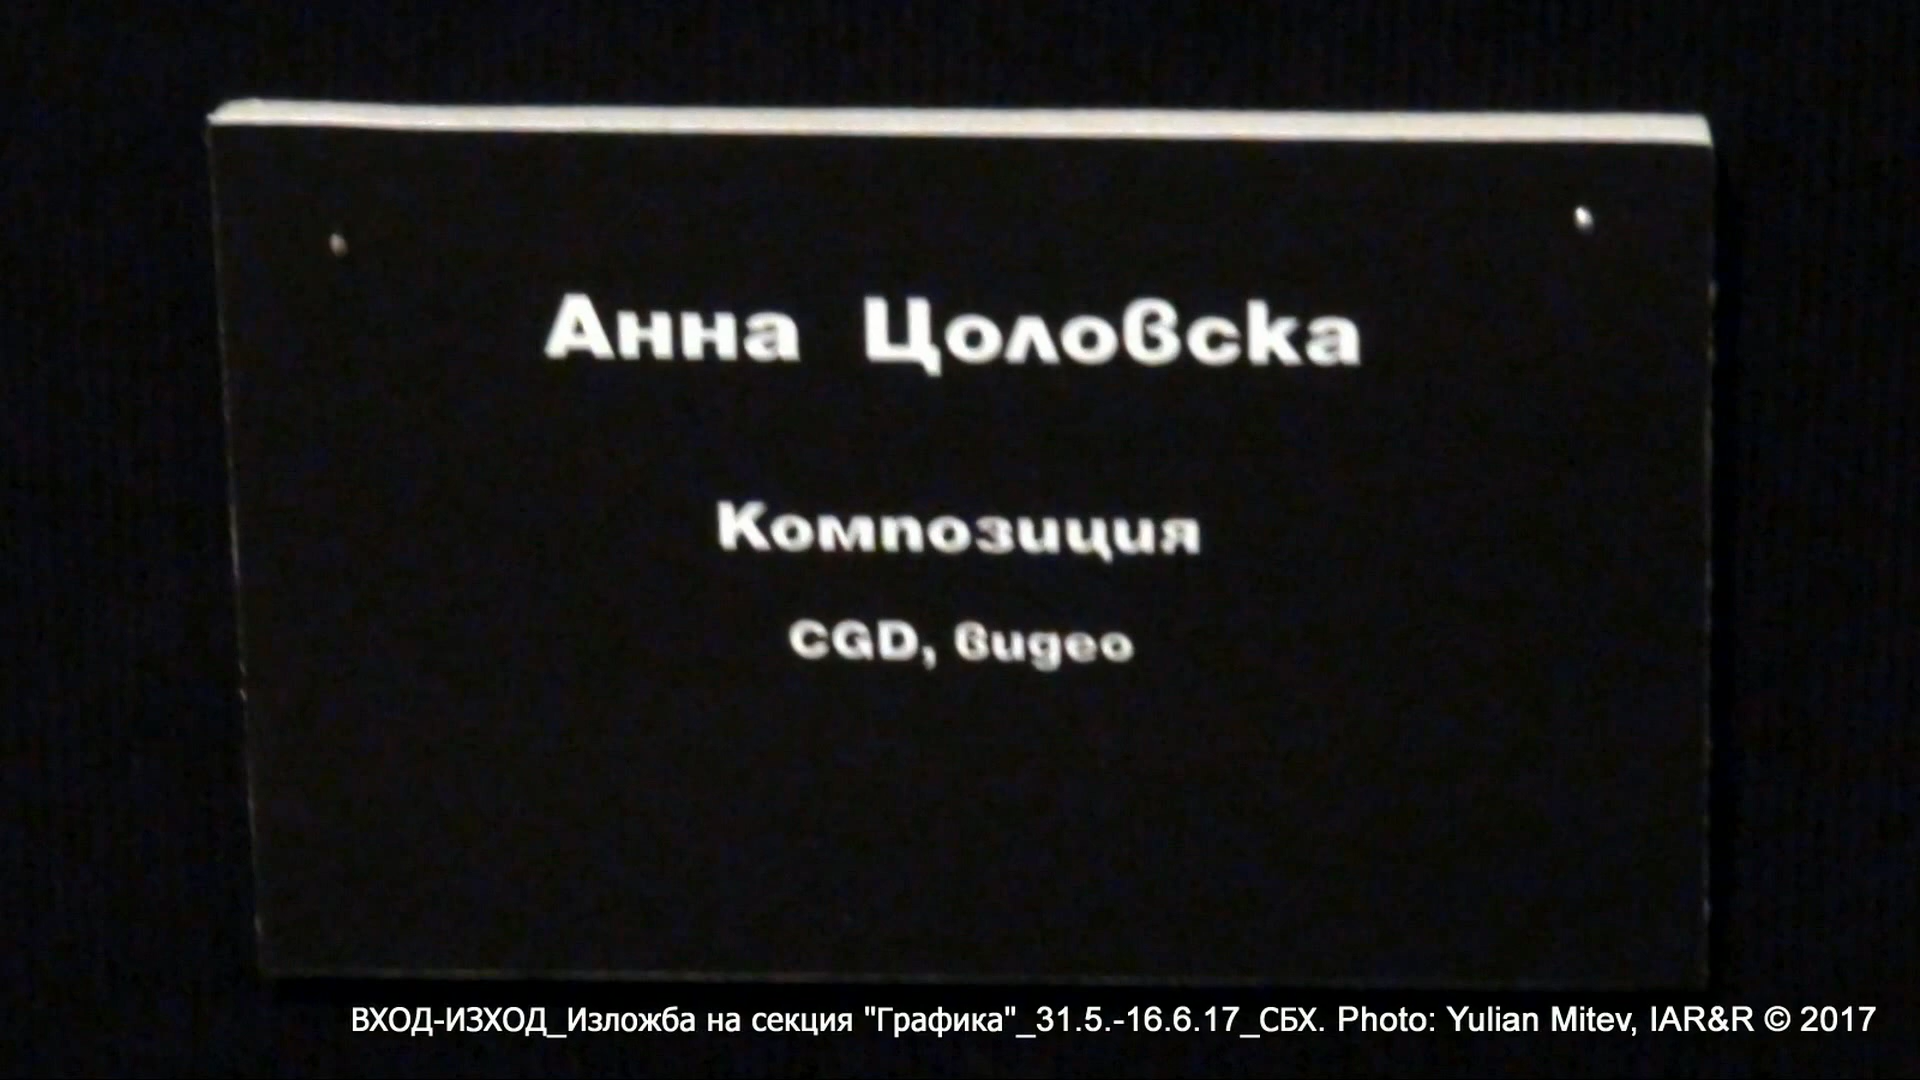 Анна Цоловска
Композиция
CGD, видео
ВХОД-ИЗХОД_Изложба на секция "Графика"_31.5.-16.6.17_СБХ. Photo: Yulian Mitev, IAR&R © 2017